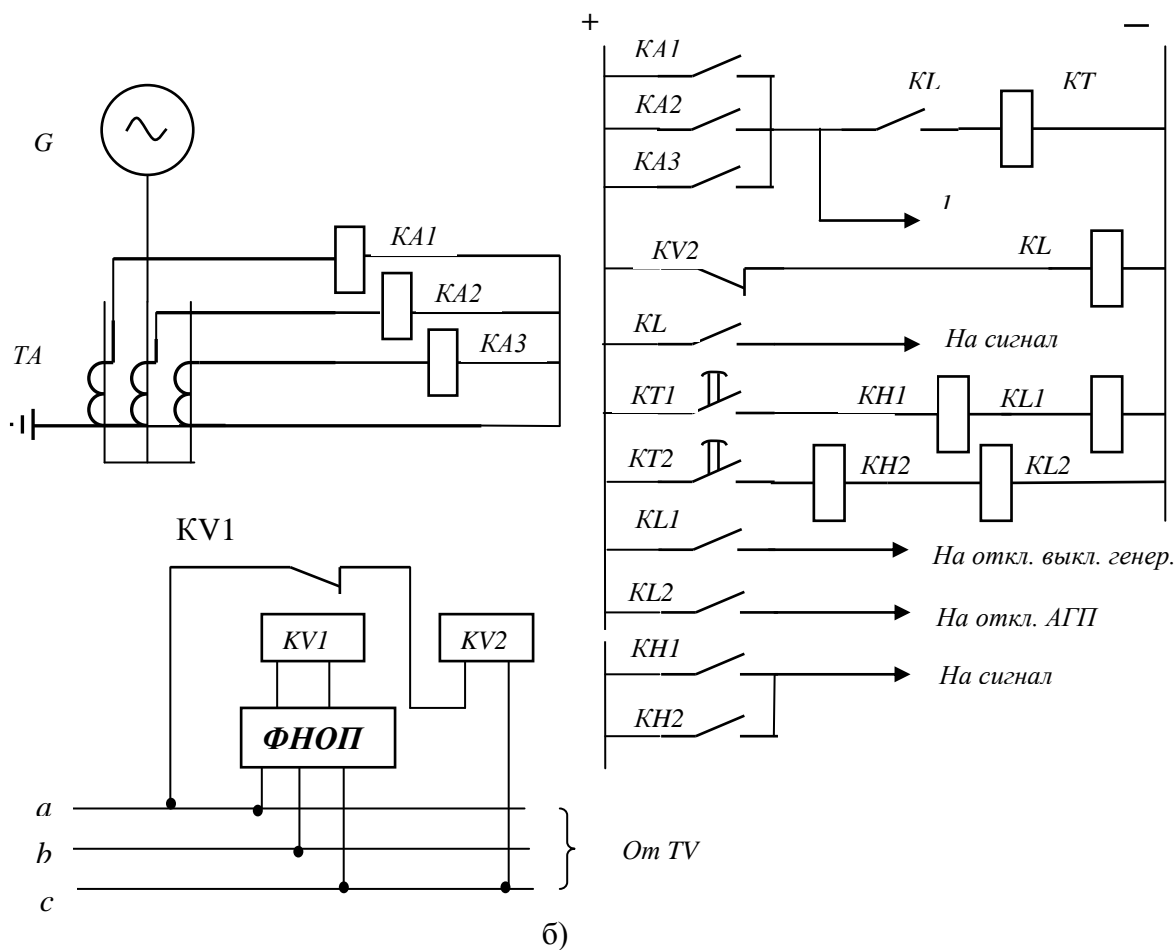 G
TA
KA1
KA2
KA3
KV1
KV1
KV2
ФНОП
a
b
c
От TV
+
—
KA1
KA2
KA3
KL
KT
1
KV2
KL
KL
На сигнал
KT1
KH1
KL1
KT2
KH2
KL2
KL1
На откл. выкл. генер.
KL2
На откл. АГП
KH1
На сигнал
KH2
б)